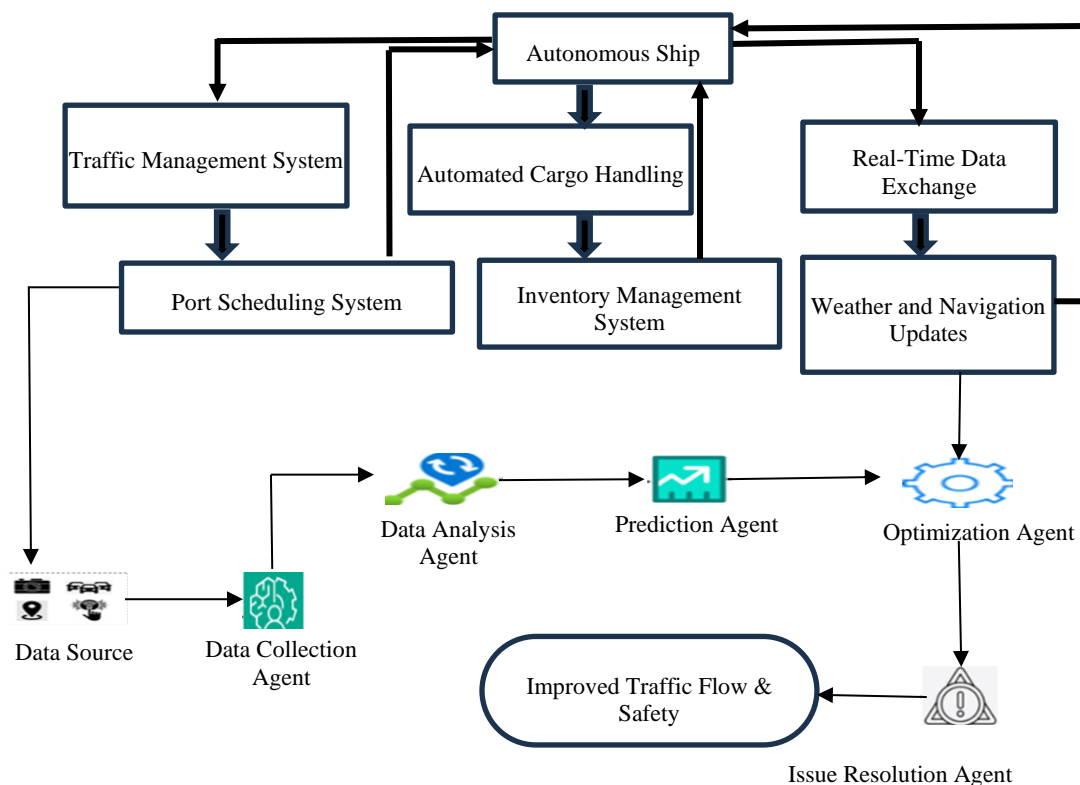 Autonomous Ship
Traffic Management System
Automated Cargo Handling
Real-Time Data
Exchange
Port Scheduling System
Inventory Management
System
Weather and Navigation
Updates
Data Analysis
Agent
Prediction Agent
Optimization Agent
Data Source
Data Collection
Agent
Improved Traffic Flow &
Safety
Issue Resolution Agent